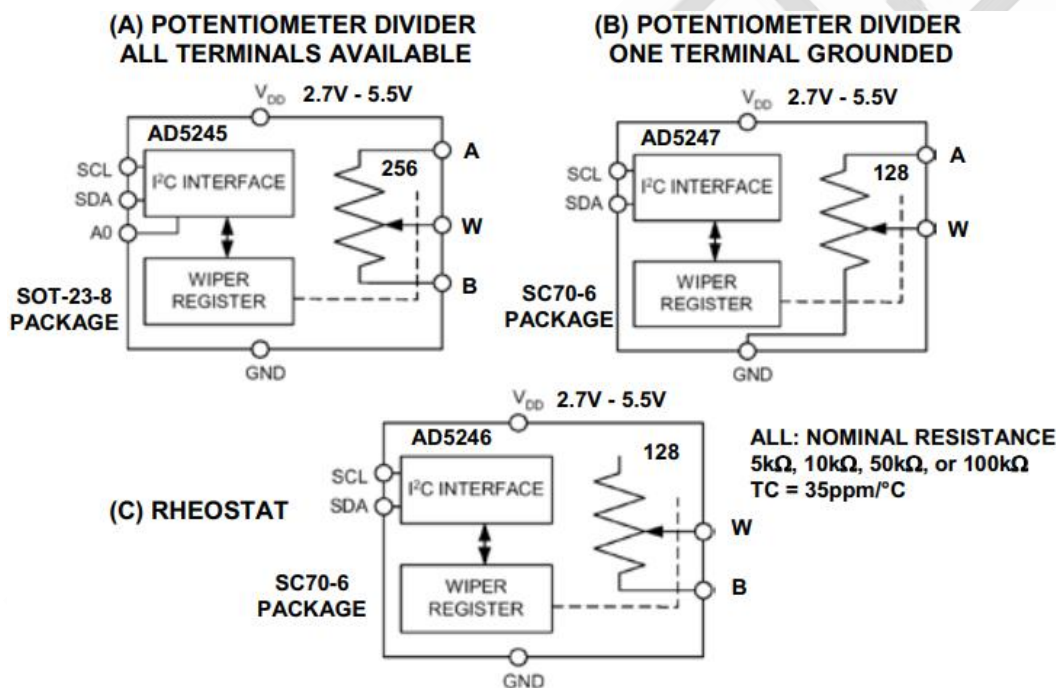 (A) POTENTIOMETER DIVIDER
ALL TERMINALS AVAILABLE
V_DD 2.7V - 5.5V
AD5245
SCL
SDA
A0
I²C INTERFACE
WIPER
REGISTER
256
A
W
B
SOT-23-8
PACKAGE
GND
(B) POTENTIOMETER DIVIDER
ONE TERMINAL GROUNDED
V_DD 2.7V - 5.5V
AD5247
SCL
SDA
I²C INTERFACE
WIPER
REGISTER
128
A
W
SC70-6
PACKAGE
GND
(C) RHEOSTAT
V_DD 2.7V - 5.5V
AD5246
SCL
SDA
I²C INTERFACE
WIPER
REGISTER
128
W
B
SC70-6
PACKAGE
GND
ALL: NOMINAL RESISTANCE
5kΩ, 10kΩ, 50kΩ, or 100kΩ
TC = 35ppm/°C